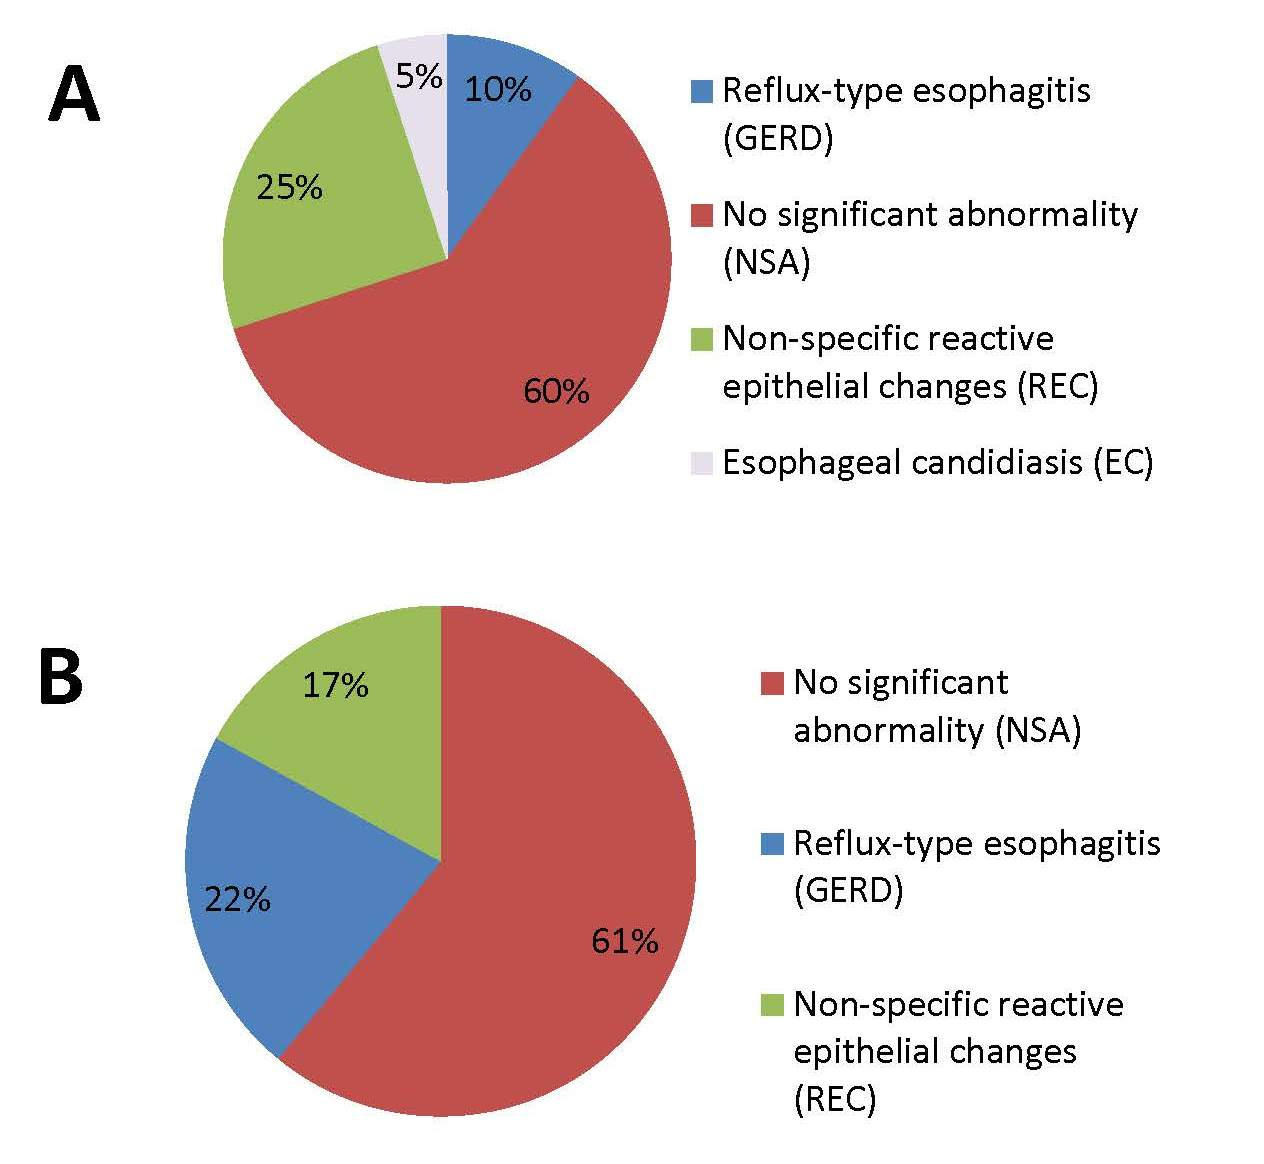 A
5%
10%
25%
60%
Reflux-type esophagitis
(GERD)
No significant abnormality
(NSA)
Non-specific reactive
epithelial changes (REC)
Esophageal candidiasis (EC)
B
17%
22%
61%
No significant
abnormality (NSA)
Reflux-type esophagitis
(GERD)
Non-specific reactive
epithelial changes
(REC)